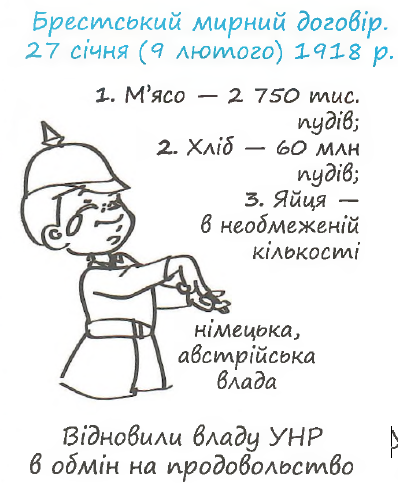 Брестський мирний договір.
27 січня (9 лютого) 1918 р.
1. М'ясо — 2 750 тис.
пудів;
2. Хліб — 60 млн
пудів;
3. Яйця —
в необмеженій
кількості
німецька,
австрійська
влада
Відновили владу УНР
в обмін на продовольство